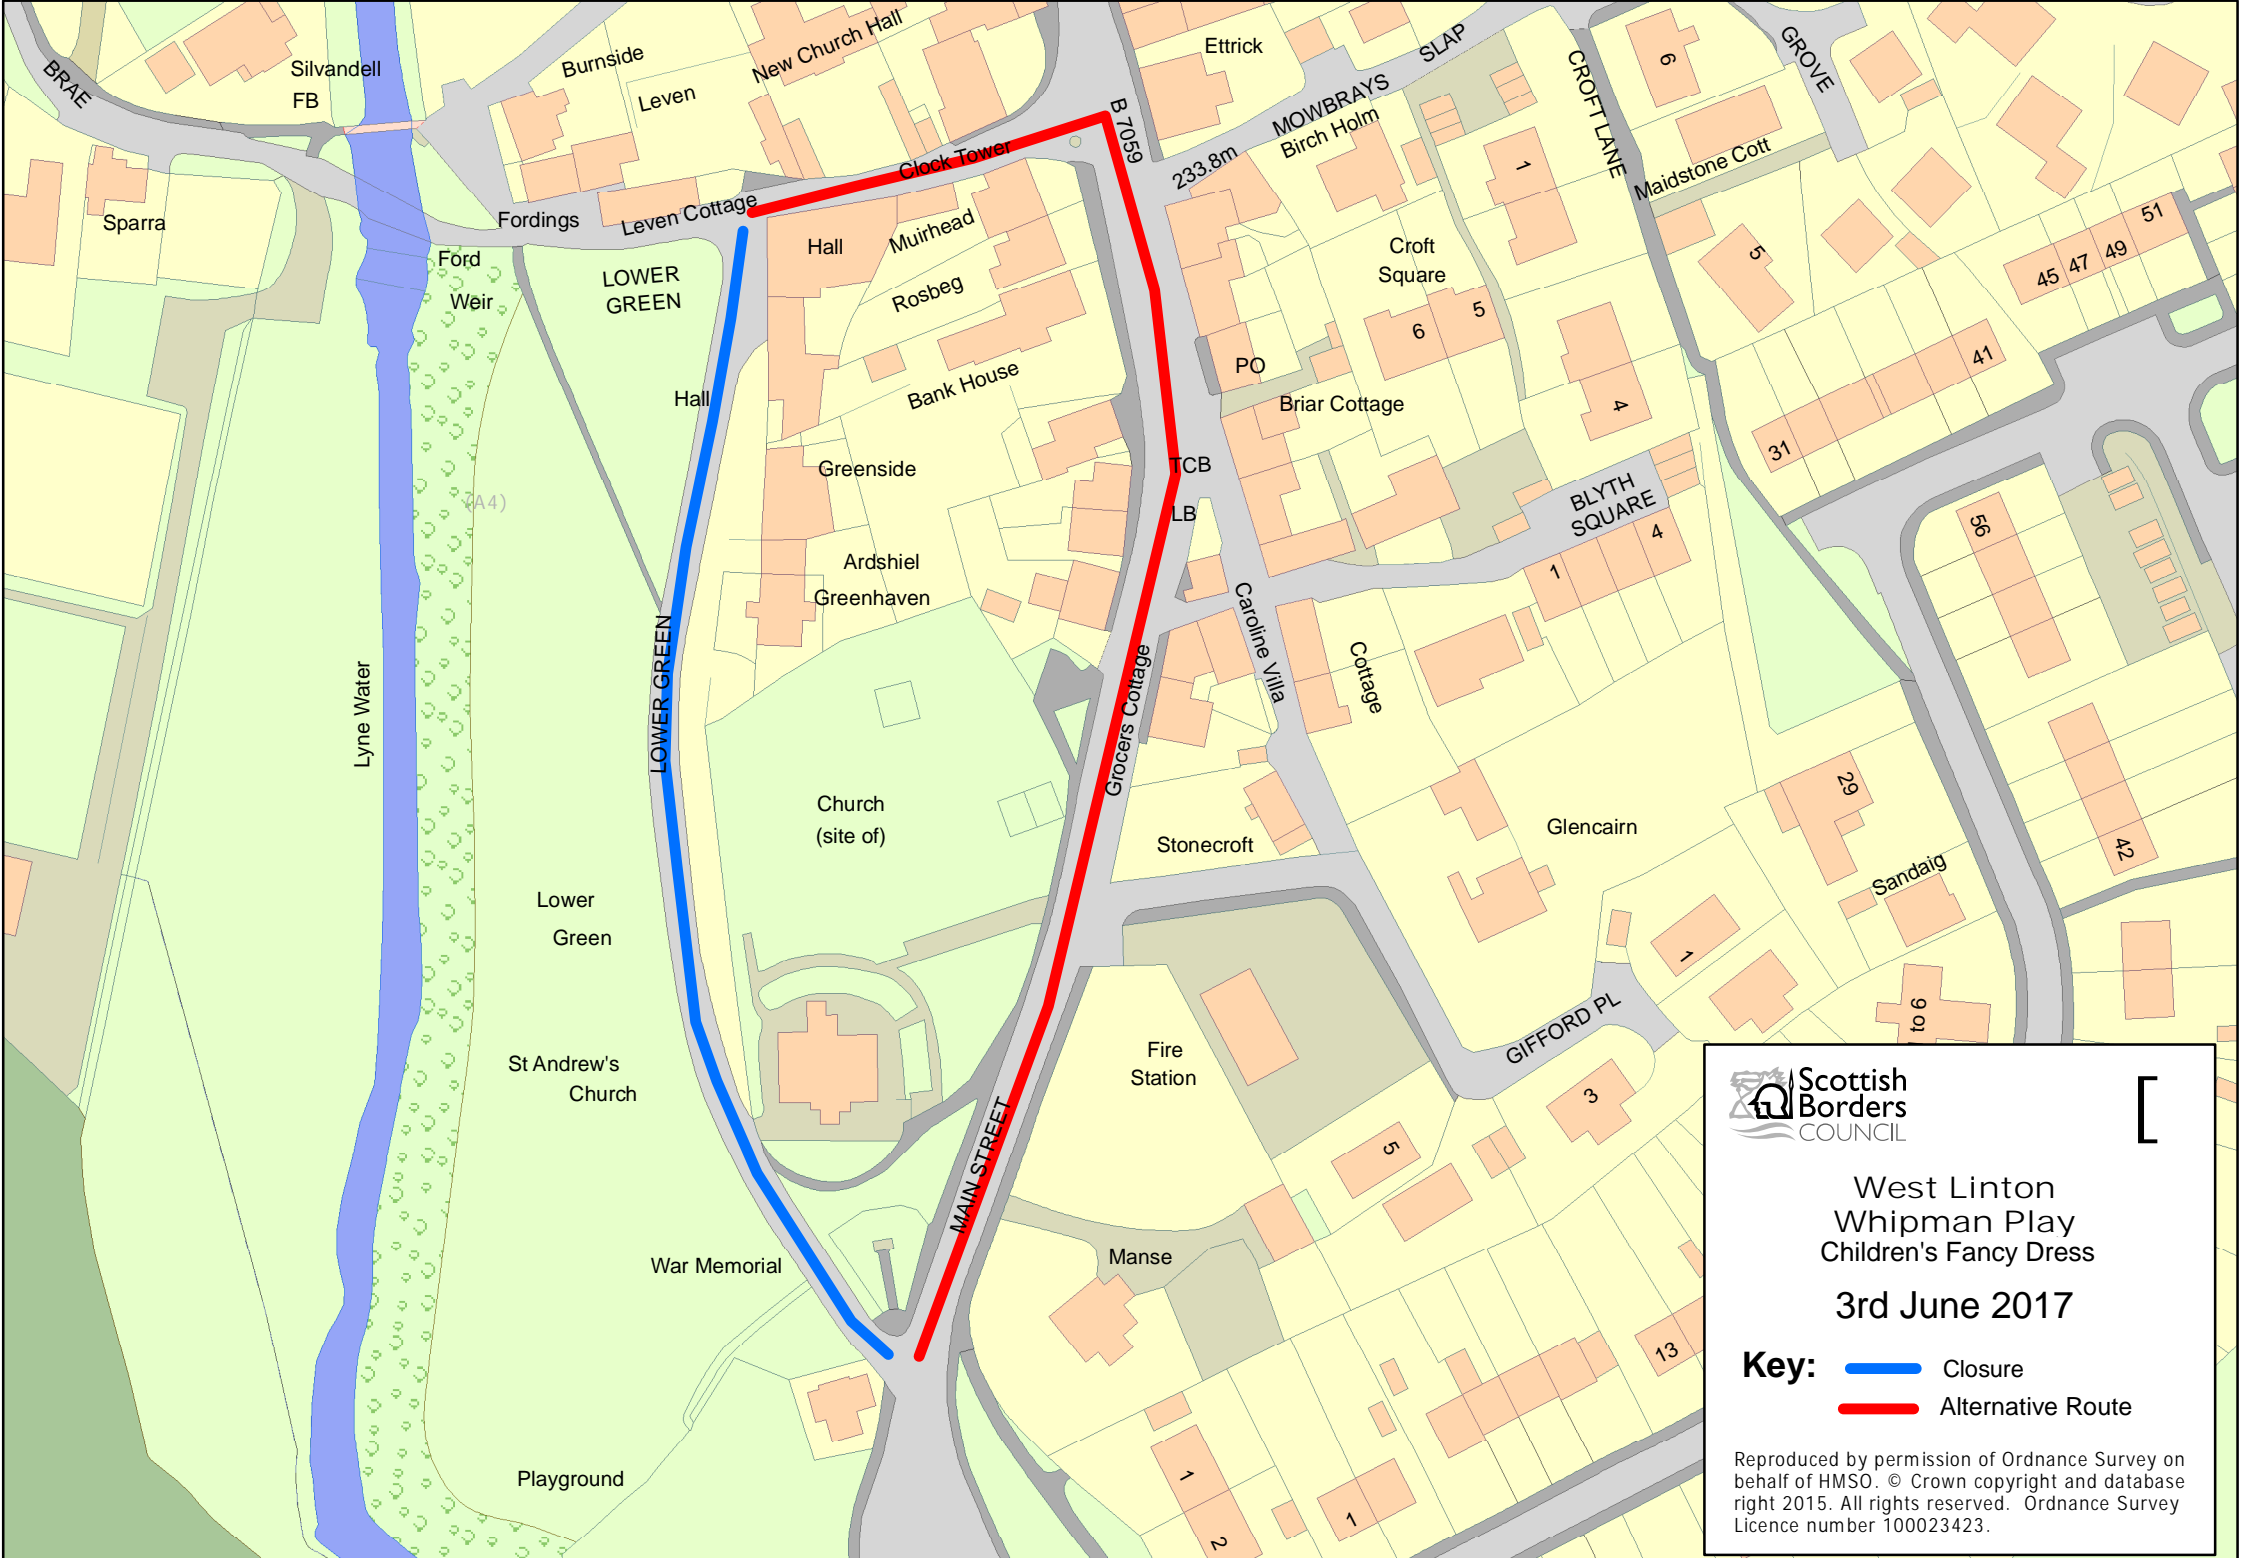 BRAE
Silvandell
FB
Burnside
Leven
New Church Hall
Ettrick
B 7059
MOWBRAYS
SLAP
Birch Holm
233.8m
CROFT LANE
GROVE
6
1
Maidstone Cott
5
51
49
47
45
41
31
Sparra
Fordings
Leven Cottage
Clock Tower
Ford
Weir
LOWER
GREEN
Hall
Muirhead
Rosbeg
Bank House
Hall
Croft
Square
6
5
PO
Briar Cottage
4
TCB
LB
Greenside
(A4)
Ardshiel
Greenhaven
BLYTH
SQUARE
1
4
56
Lyne Water
LOWER GREEN
Grocers Cottage
Caroline Villa
Cottage
Church
(site of)
Stonecroft
Glencairn
29
42
Sandaig
Lower
Green
1
GIFFORD PL
to 6
St Andrew's
Church
Fire
Station
MAIN STREET
5
3
War Memorial
Manse
13
Playground
1
2
1
Scottish
Borders
COUNCIL
[
West Linton
Whipman Play
Children's Fancy Dress
3rd June 2017
Key:
Closure
Alternative Route
Reproduced by permission of Ordnance Survey on
behalf of HMSO. © Crown copyright and database
right 2015. All rights reserved. Ordnance Survey
Licence number 100023423.